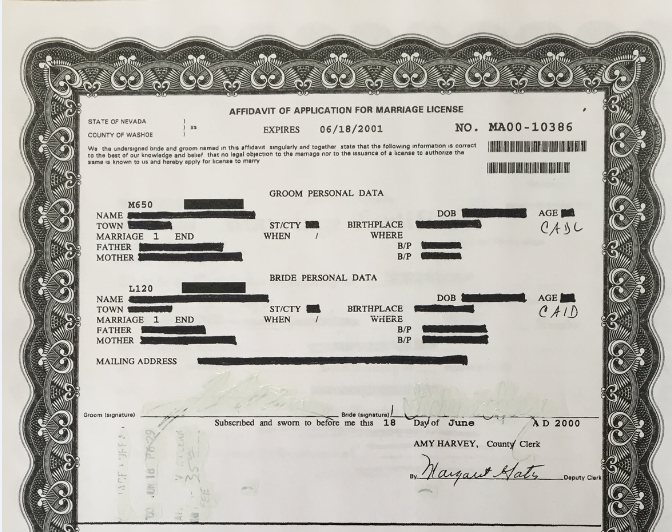 AFFIDAVIT OF APPLICATION FOR MARRIAGE LICENSE
STATE OF NEVADA ) ss EXPIRES 06/18/2001 NO. MA00-10386
COUNTY OF WASHOE )
We the undersigned bride and groom named in this affidavit singularly and together state that the following information is correct
to the best of our knowledge and belief that no legal objection to the marriage nor to the issuance of a license to authorize the
same is known to us and hereby apply for license to marry
GROOM PERSONAL DATA
M650
NAME DOB AGE
TOWN ST/CTY BIRTHPLACE CADL
MARRIAGE 1 END WHEN / WHERE
FATHER B/P
MOTHER B/P
BRIDE PERSONAL DATA
L120
NAME DOB AGE
TOWN ST/CTY BIRTHPLACE CAID
MARRIAGE 1 END WHEN / WHERE
FATHER B/P
MOTHER B/P
MAILING ADDRESS
Groom (signature) Bride (signature)
Subscribed and sworn to before me this 18 Day of June A D 2000
AMY HARVEY, County Clerk
By Margaret Deputy Clerk